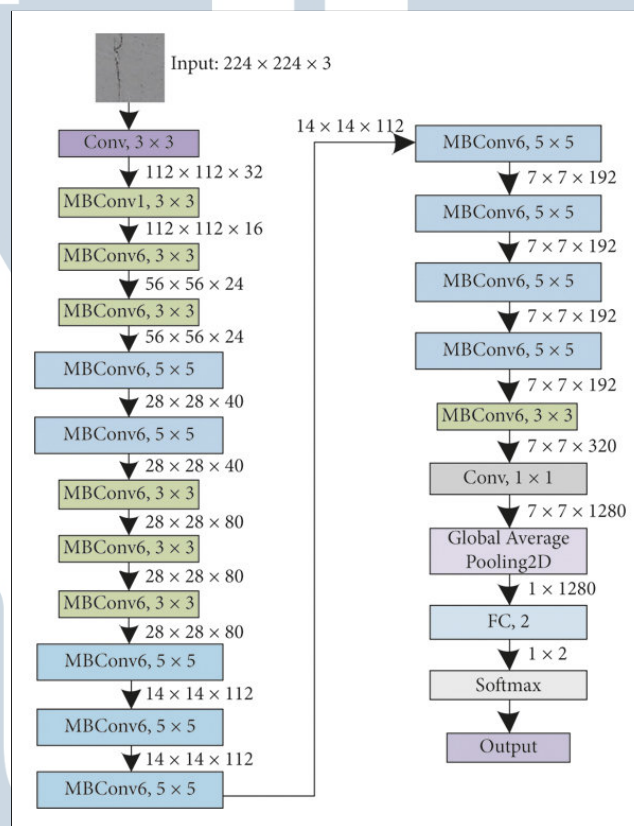 Input: 224 × 224 × 3
Conv, 3 × 3
112 × 112 × 32
MBConv1, 3 × 3
112 × 112 × 16
MBConv6, 3 × 3
56 × 56 × 24
MBConv6, 3 × 3
56 × 56 × 24
MBConv6, 5 × 5
28 × 28 × 40
MBConv6, 5 × 5
28 × 28 × 40
MBConv6, 3 × 3
28 × 28 × 80
MBConv6, 3 × 3
28 × 28 × 80
MBConv6, 3 × 3
28 × 28 × 80
MBConv6, 5 × 5
14 × 14 × 112
MBConv6, 5 × 5
14 × 14 × 112
MBConv6, 5 × 5
14 × 14 × 112
MBConv6, 5 × 5
7 × 7 × 192
MBConv6, 5 × 5
7 × 7 × 192
MBConv6, 5 × 5
7 × 7 × 192
MBConv6, 5 × 5
7 × 7 × 192
MBConv6, 3 × 3
7 × 7 × 320
Conv, 1 × 1
7 × 7 × 1280
Global Average
Pooling2D
1 × 1280
FC, 2
1 × 2
Softmax
Output